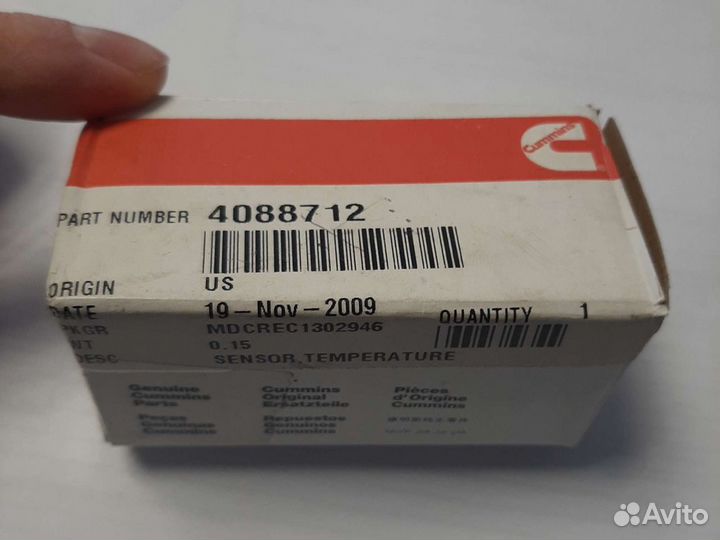 Cummins
PART NUMBER 4088712
ORIGIN US
DATE 19-Nov-2009 QUANTITY 1
PKGR MDCREC1302946
WT 0.15
DESC SENSOR,TEMPERATURE
Genuine Cummins Parts
Cummins Original Ersatzteile
Pièces d'Origine Cummins
Peças Genuinas Cummins
Repuestos Genuinos Cummins
Avito